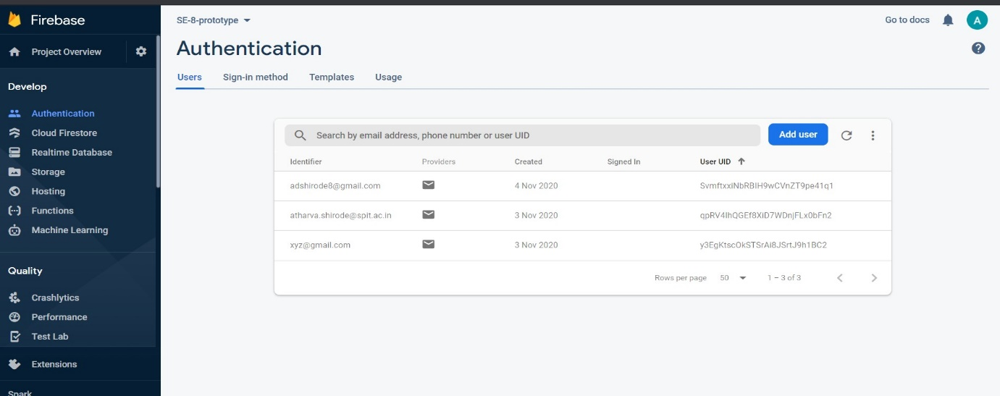 Firebase
Project Overview
Develop
Authentication
Cloud Firestore
Realtime Database
Storage
Hosting
Functions
Machine Learning
Quality
Crashlytics
Performance
Test Lab
Extensions
Spark
SE-8-prototype
Go to docs
A
Authentication
Users Sign-in method Templates Usage
Search by email address, phone number or user UID
Add user
Identifier Providers Created Signed In User UID
adshirode8@gmail.com 4 Nov 2020 SvmftxxiNbRBIH9wCVnZT9pe41q1
atharva.shirode@spit.ac.in 3 Nov 2020 qpRV4IhQGEf8XiD7WDnjFLx0bFn2
xyz@gmail.com 3 Nov 2020 y3EgKtscOkSTSrAi8JSrtJ9h1BC2
Rows per page 50 1 – 3 of 3